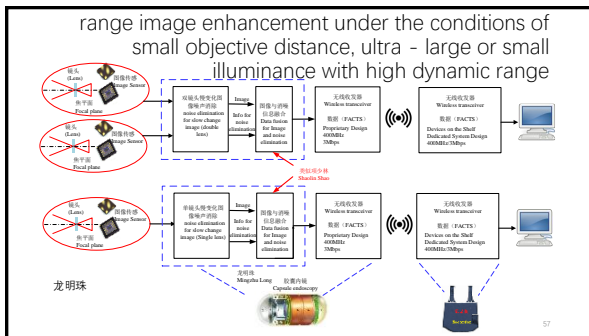 range image enhancement under the conditions of
small objective distance, ultra - large or small
illuminance with high dynamic range
镜头
(Lens)
图像传感
Image Sensor
焦平面
Focal plane
镜头
(Lens)
图像传感
Image Sensor
焦平面
Focal plane
双镜头慢变化图
像噪声消除
noise elimination
for slow change
image (double
lens)
Image
Info for
noise
elimination
图像与消噪
信息融合
Data fusion
for Image
and noise
elimination
无线收发器
Wireless transceiver
数据（FACTS）
Proprietary Design
400MHz
3Mbps
无线收发器
Wireless transceiver
数据（FACTS）
Devices on the Shelf
Dedicated System Design
400MHz/3Mbps
Shaolin Shan
镜头
(Lens)
图像传感
Image Sensor
焦平面
Focal plane
单镜头慢变化图
像噪声消除
noise elimination
for slow change
image (Single lens)
Image
Info for
noise
elimination
图像与消噪
信息融合
Data fusion
for Image
and noise
elimination
无线收发器
Wireless transceiver
数据（FACTS）
Proprietary Design
400MHz
3Mbps
无线收发器
Wireless transceiver
数据（FACTS）
Devices on the Shelf
Dedicated System Design
400MHz/3Mbps
龙明珠
龙明珠
Mingzhu Long
胶囊内镜
Capsule endoscopy
57